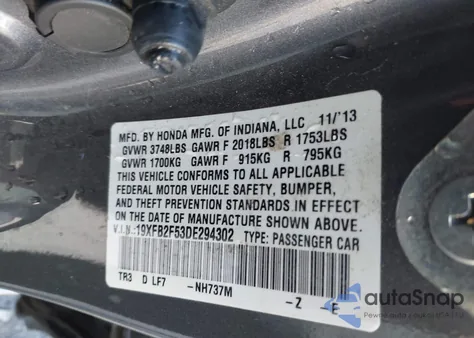 MFD. BY HONDA MFG. OF INDIANA, LLC 11/'13
GVWR 3748LBS GAWR F 2018LBS R 1753LBS
GVWR 1700KG GAWR F 915KG R 795KG
THIS VEHICLE CONFORMS TO ALL APPLICABLE
FEDERAL MOTOR VEHICLE SAFETY, BUMPER,
AND THEFT PREVENTION STANDARDS IN EFFECT
ON THE DATE OF MANUFACTURE SHOWN ABOVE.
V.I.N.:19XFB2F53DE294302 TYPE: PASSENGER CAR
TR3 D LF7 -NH737M -Z -E
autoSnap